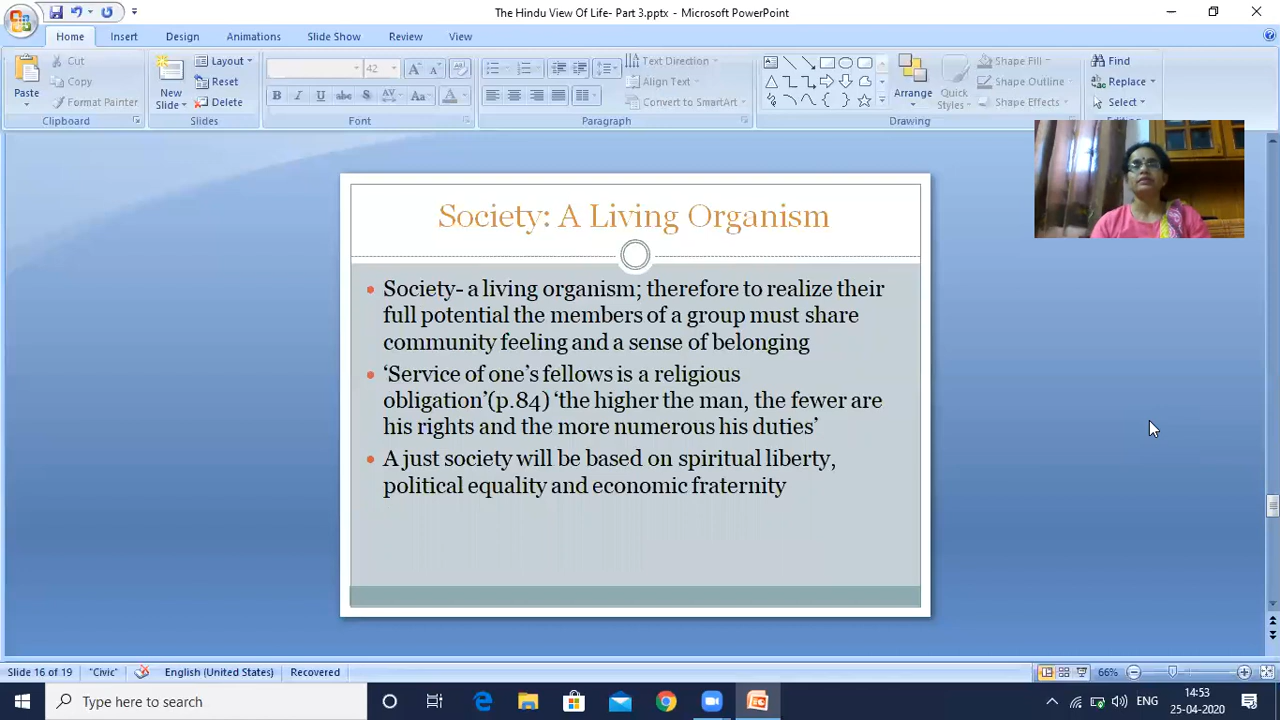 The Hindu View Of Life- Part 3.pptx - Microsoft PowerPoint
Home Insert Design Animations Slide Show Review View
Paste
Cut
Copy
Format Painter
Clipboard
New
Slide
Layout
Reset
Delete
Slides
42
B I U abc S AV Aa A
Font
Text Direction
Align Text
Convert to SmartArt
Paragraph
Arrange
Quick
Styles
Shape Fill
Shape Outline
Shape Effects
Drawing
Find
Replace
Select
Society: A Living Organism
Society- a living organism; therefore to realize their
full potential the members of a group must share
community feeling and a sense of belonging
‘Service of one’s fellows is a religious
obligation’(p.84) ‘the higher the man, the fewer are
his rights and the more numerous his duties’
A just society will be based on spiritual liberty,
political equality and economic fraternity
Slide 16 of 19 "Civic" English (United States) Recovered 66%
Type here to search
ENG
14:53
25-04-2020